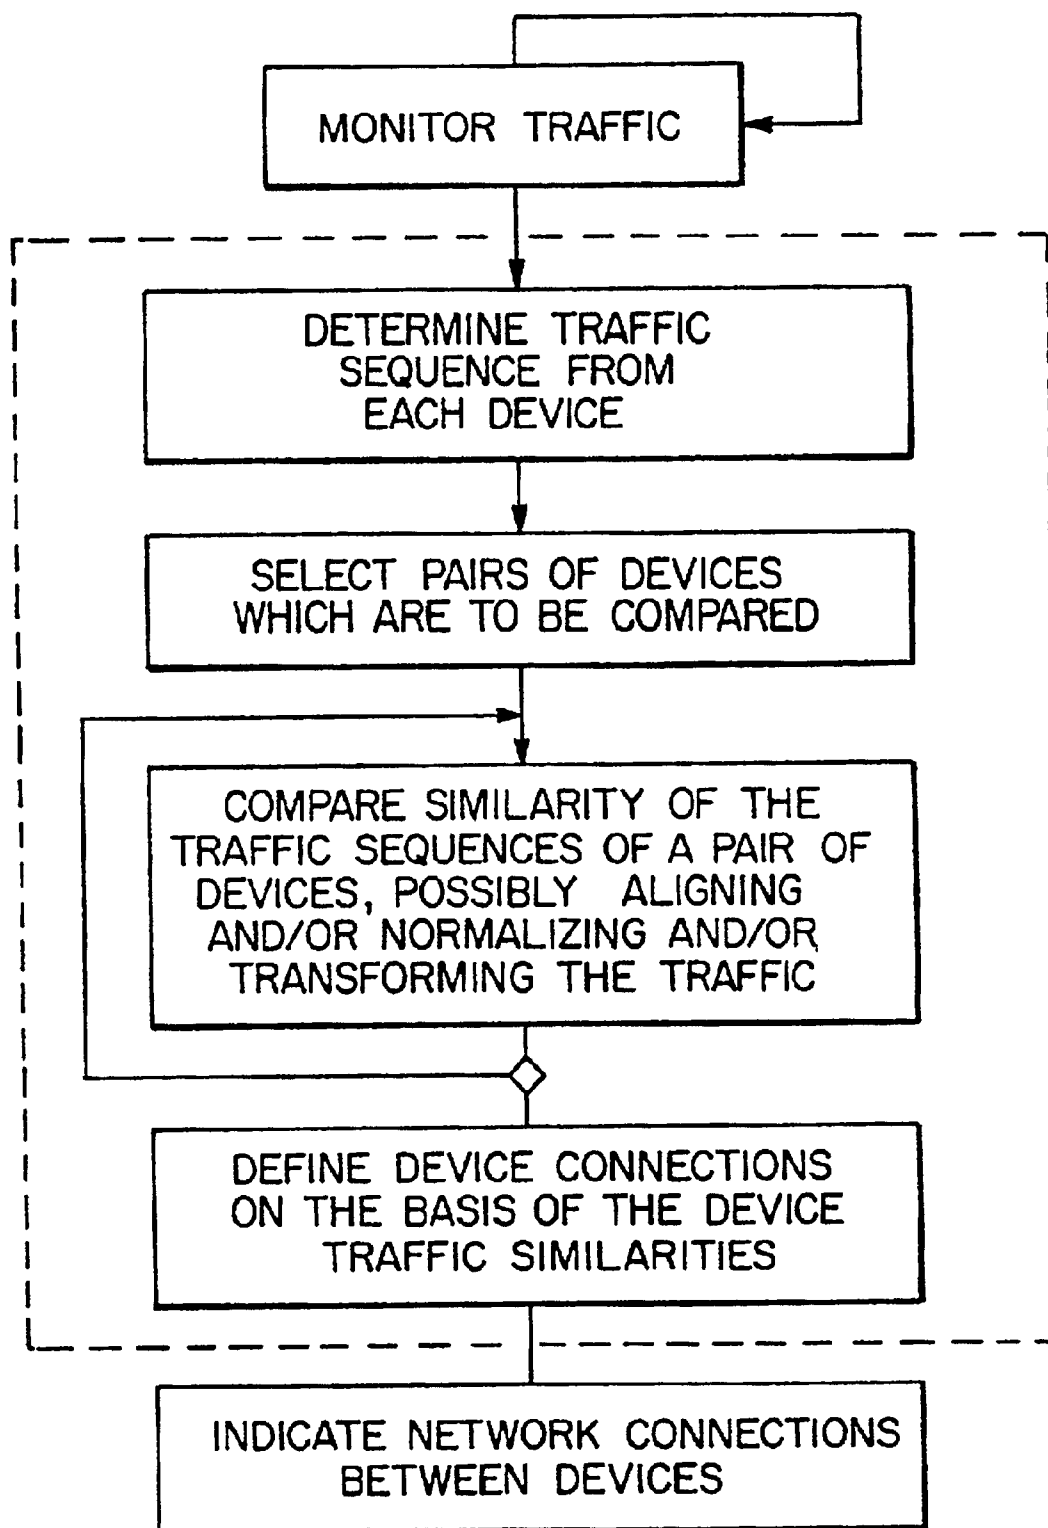 MONITOR TRAFFIC
DETERMINE TRAFFIC
SEQUENCE FROM
EACH DEVICE
SELECT PAIRS OF DEVICES
WHICH ARE TO BE COMPARED
COMPARE SIMILARITY OF THE
TRAFFIC SEQUENCES OF A PAIR OF
DEVICES, POSSIBLY ALIGNING
AND/OR NORMALIZING AND/OR
TRANSFORMING THE TRAFFIC
DEFINE DEVICE CONNECTIONS
ON THE BASIS OF THE DEVICE
TRAFFIC SIMILARITIES
INDICATE NETWORK CONNECTIONS
BETWEEN DEVICES